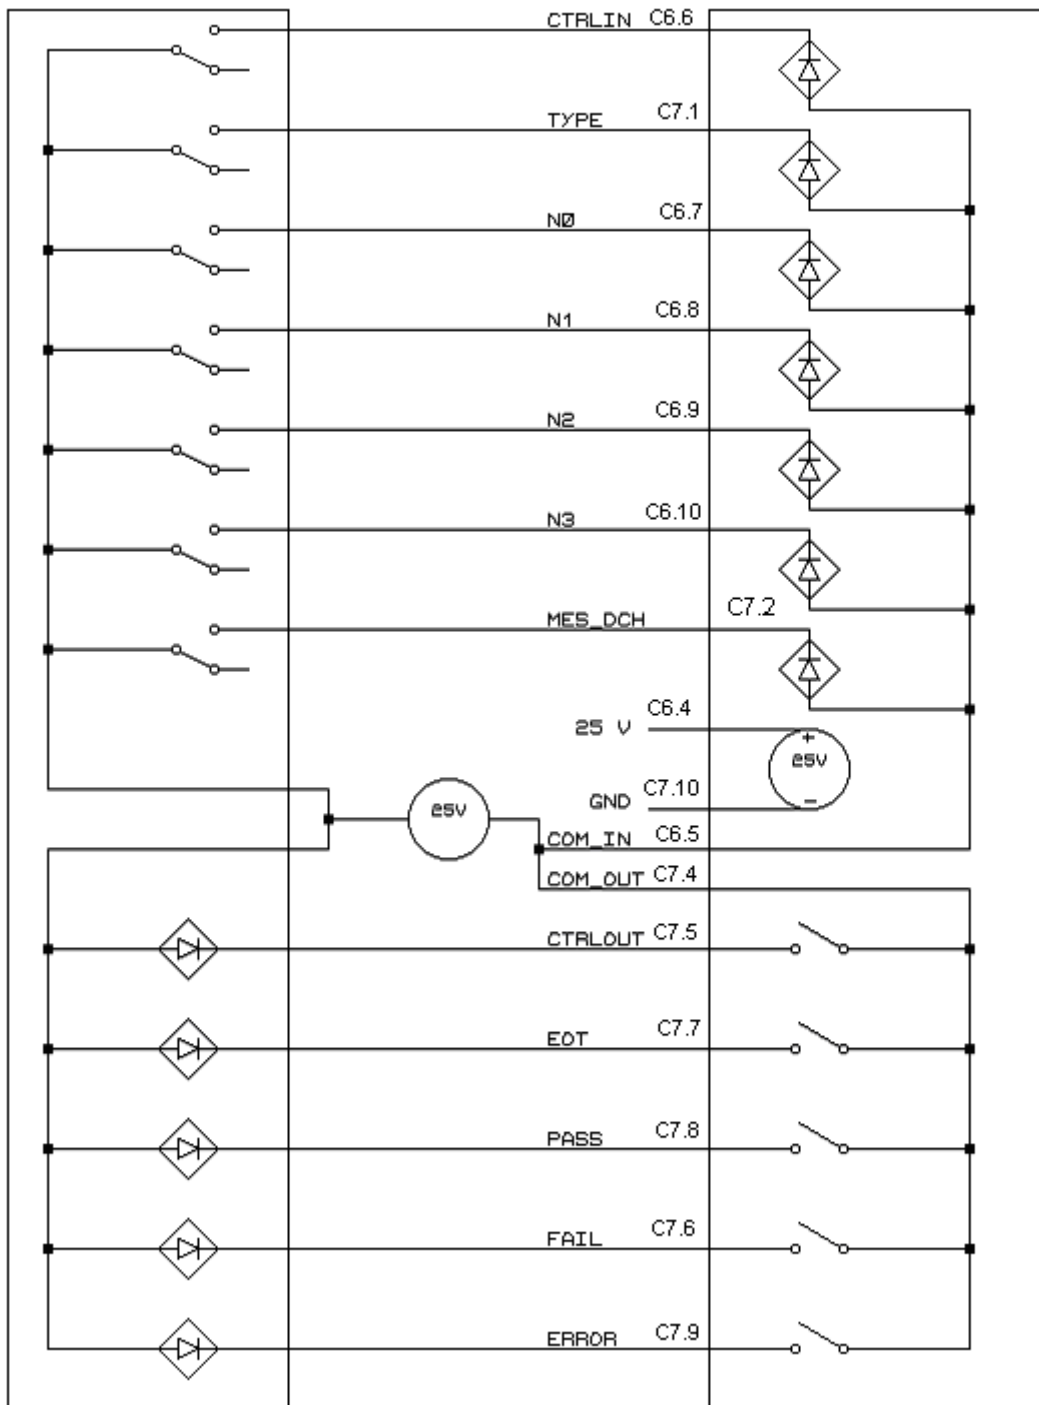 CTRLIN C6.6
TYPE C7.1
N0 C6.7
N1 C6.8
N2 C6.9
N3 C6.10
MES_DCH C7.2
25 V C6.4
+
25V
25V
GND C7.10
−
COM_IN C6.5
COM_OUT C7.4
CTRLOUT C7.5
EOT C7.7
PASS C7.8
FAIL C7.6
ERROR C7.9